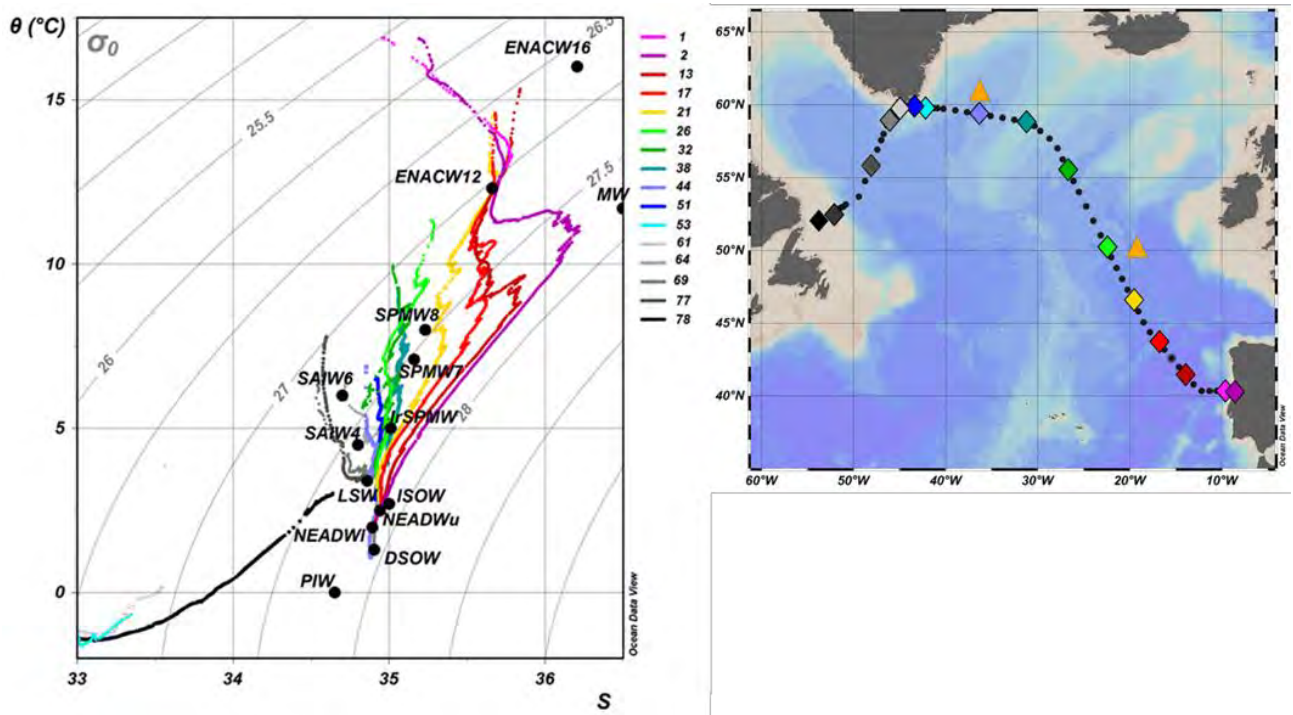 θ (°C)
σ0
15
10
5
0
33
34
35
36
S
25.5
26
26.5
27
27.5
28
ENACW16
ENACW12
MW
SPMW8
SPMW7
SAIW6
IrSPMW
SAIW4
LSW
ISOW
NEADWu
NEADWl
DSOW
PIW
Ocean Data View
1
2
13
17
21
26
32
38
44
51
53
61
64
69
77
78
65°N
60°N
55°N
50°N
45°N
40°N
60°W
50°W
40°W
30°W
20°W
10°W
Ocean Data View